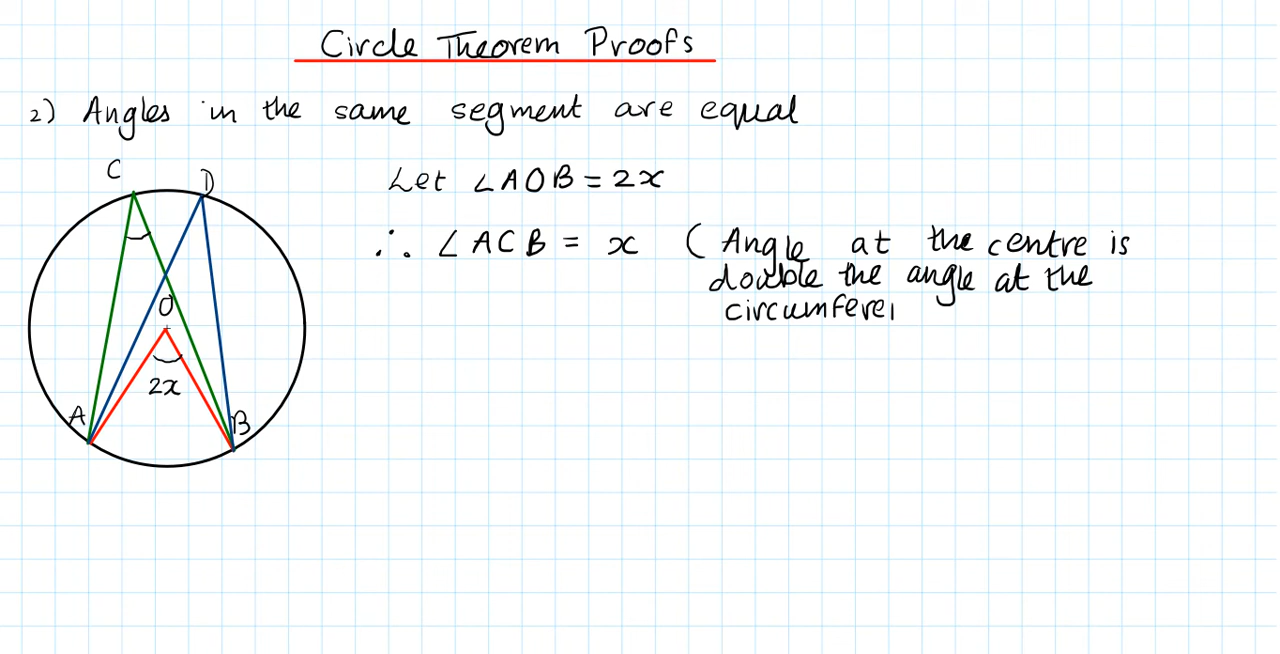 Circle Theorem Proofs
2) Angles in the same segment are equal
C
D
Let ∠AOB = 2x
∴ ∠ACB = x (Angle at the centre is
double the angle at the
circumferen
O
2x
A
B